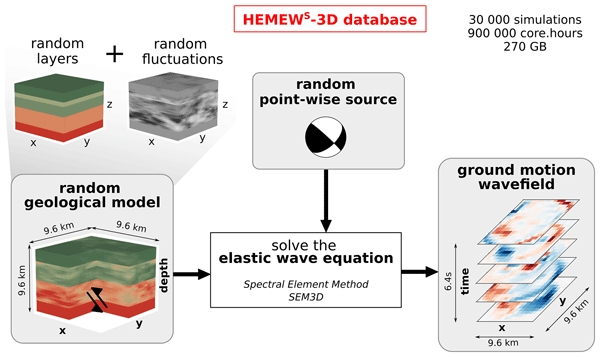 HEMEWS-3D database
30 000 simulations
900 000 core.hours
270 GB
random
layers
+
random
fluctuations
z
x
y
z
x
y
random
point-wise source
random
geological model
9.6 km
9.6 km
9.6 km
depth
x
y
solve the
elastic wave equation
Spectral Element Method
SEM3D
ground motion
wavefield
6.4s
time
x
y
9.6 km
9.6 km